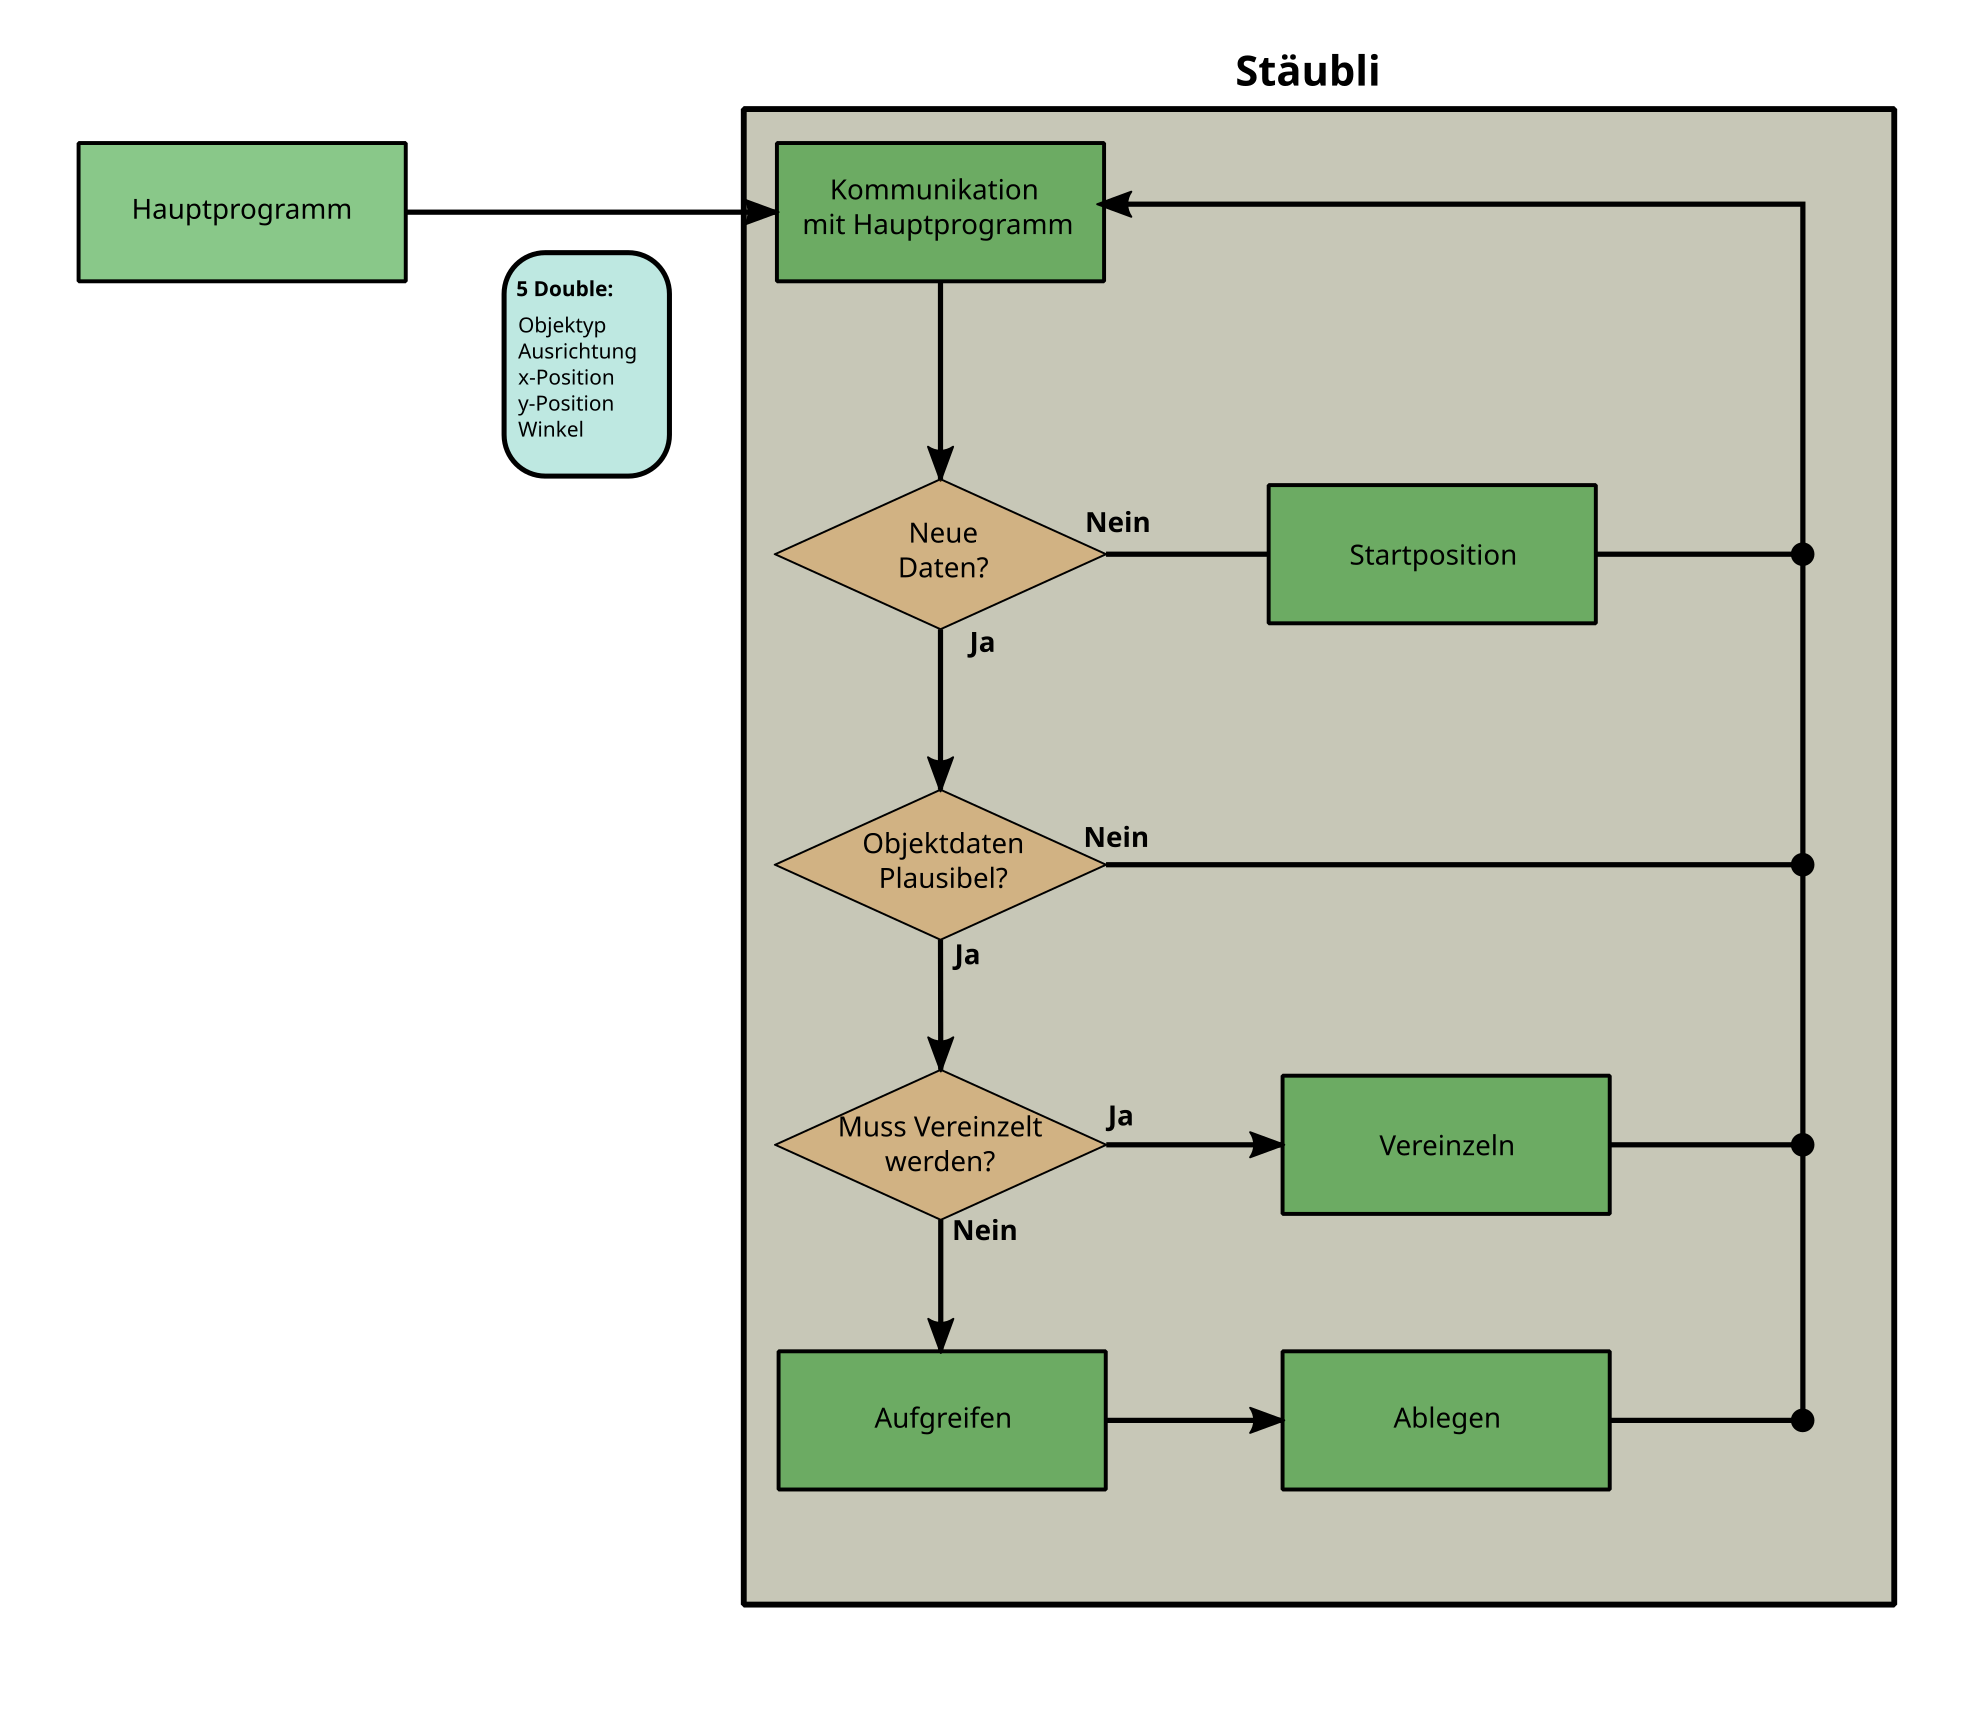 Stäubli
Hauptprogramm
Kommunikation
mit Hauptprogramm
5 Double:
Objektyp
Ausrichtung
x-Position
y-Position
Winkel
Neue
Daten?
Nein
Startposition
Ja
Objektdaten
Plausibel?
Nein
Ja
Muss Vereinzelt
werden?
Ja
Vereinzeln
Nein
Aufgreifen
Ablegen